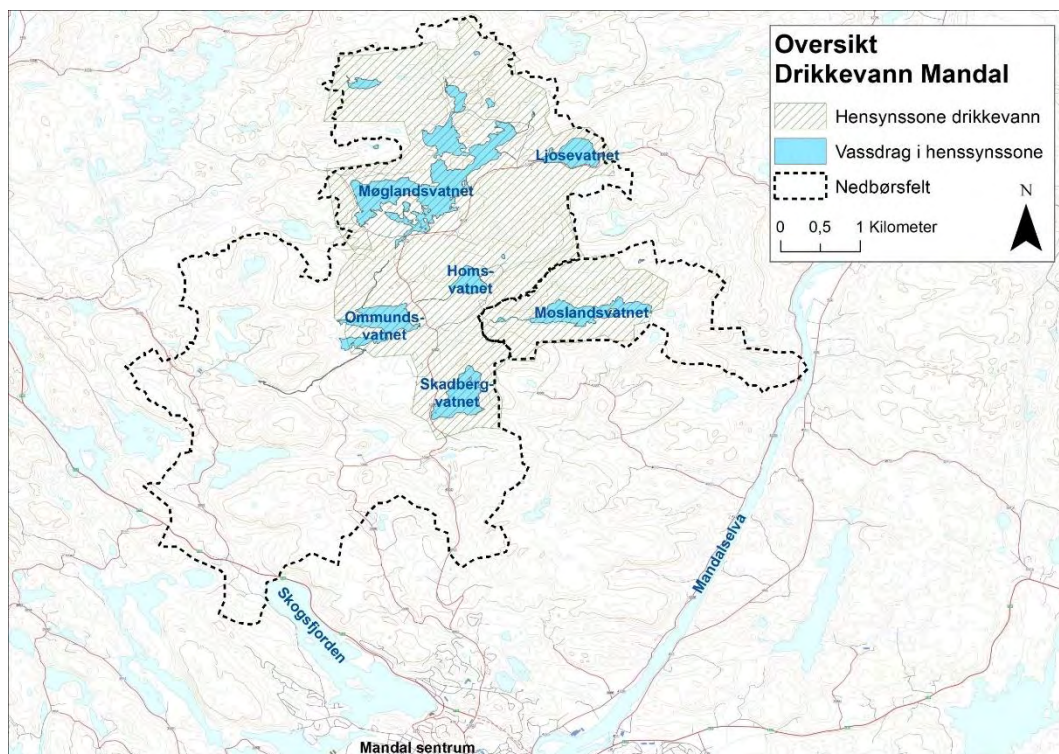 Oversikt
Drikkevann Mandal
Hensynssone drikkevann
Vassdrag i henssynssone
Nedbørsfelt
0 0,5 1 Kilometer
N
Ljosevatnet
Møglandsvatnet
Homs-
vatnet
Ommunds-
vatnet
Moslandsvatnet
Skadberg-
vatnet
Mandalselva
Skogsfjorden
Mandal sentrum